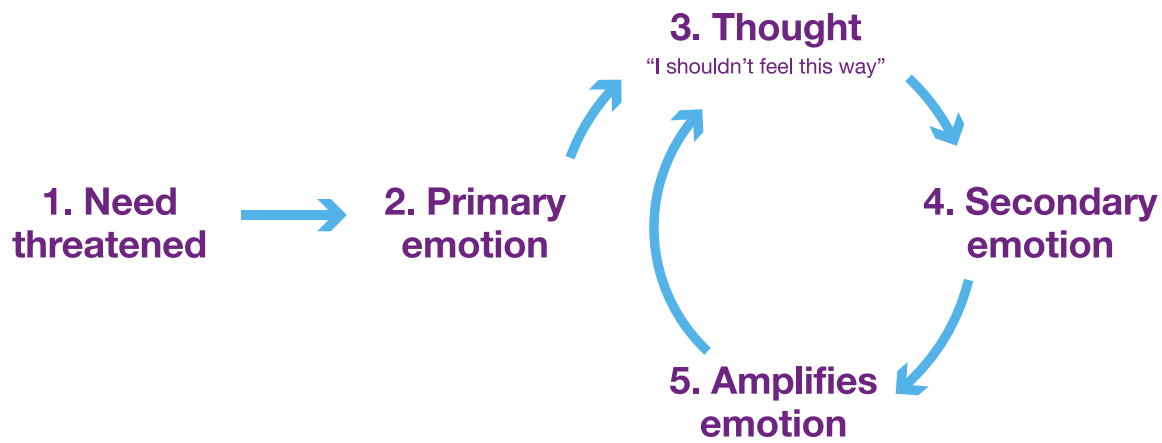 1. Need
threatened
2. Primary
emotion
3. Thought
“I shouldn’t feel this way”
4. Secondary
emotion
5. Amplifies
emotion